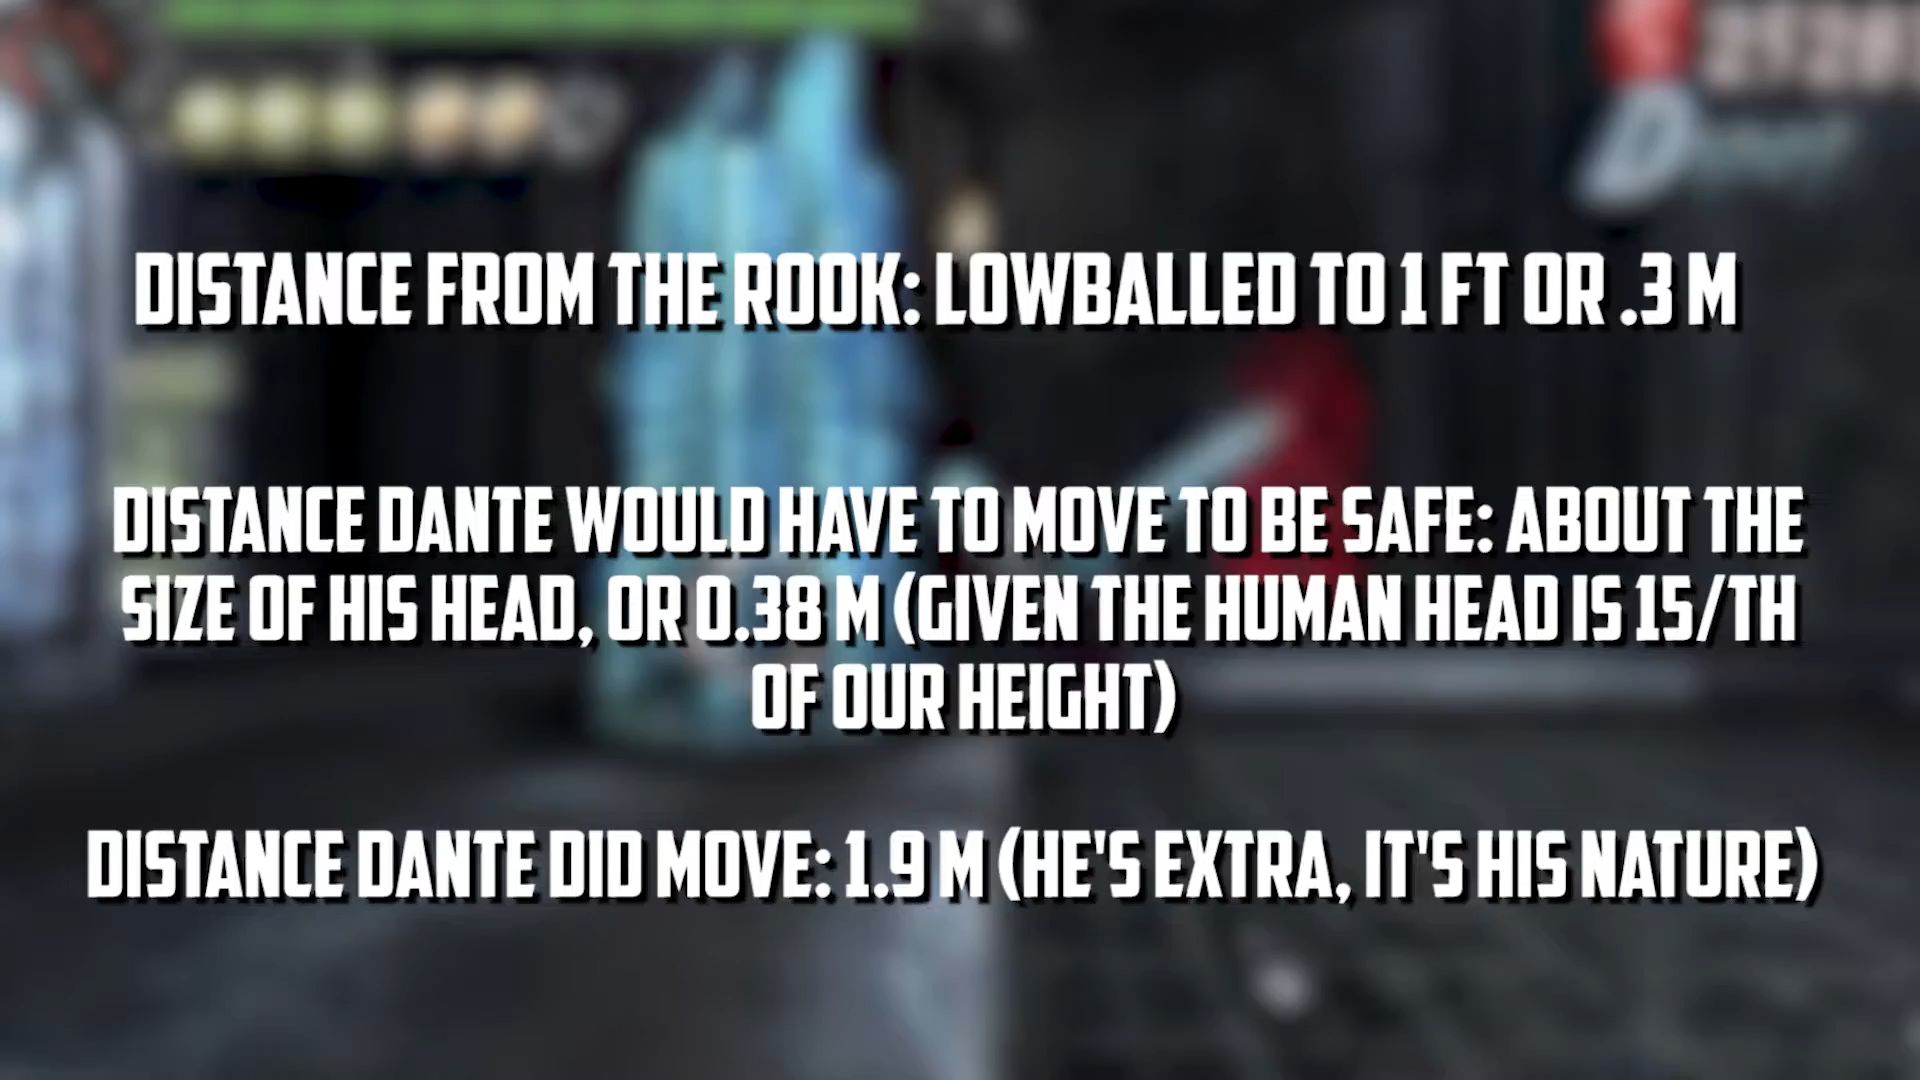 DISTANCE FROM THE ROOK: LOWBALLED TO 1 FT OR .3 M
DISTANCE DANTE WOULD HAVE TO MOVE TO BE SAFE: ABOUT THE
SIZE OF HIS HEAD, OR 0.38 M (GIVEN THE HUMAN HEAD IS 15/TH
OF OUR HEIGHT)
DISTANCE DANTE DID MOVE: 1.9 M (HE'S EXTRA, IT'S HIS NATURE)